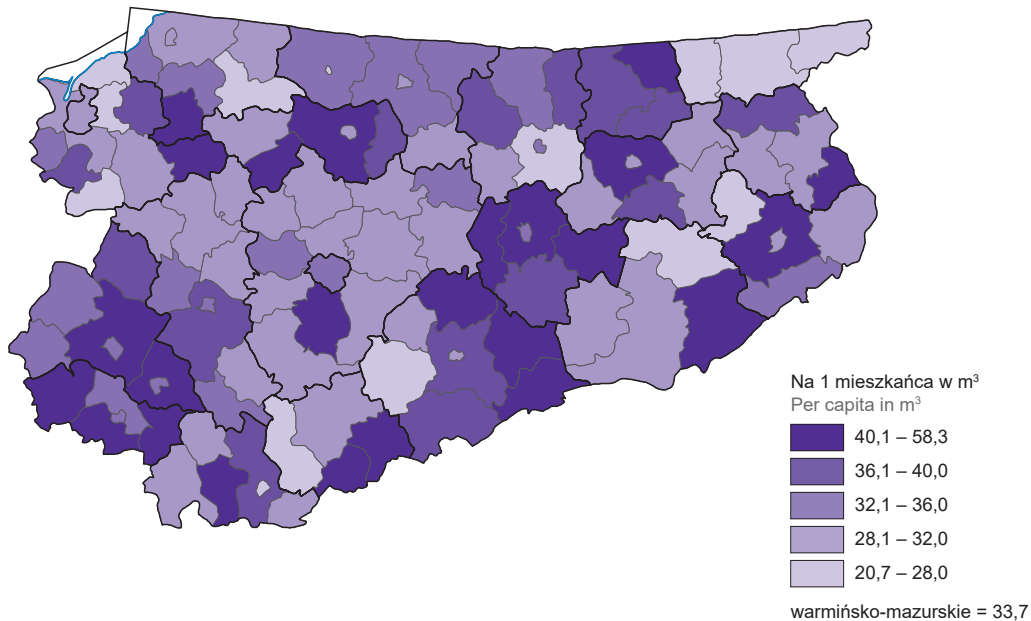 Na 1 mieszkańca w m³
Per capita in m³
40,1 – 58,3
36,1 – 40,0
32,1 – 36,0
28,1 – 32,0
20,7 – 28,0
warmińsko-mazurskie = 33,7